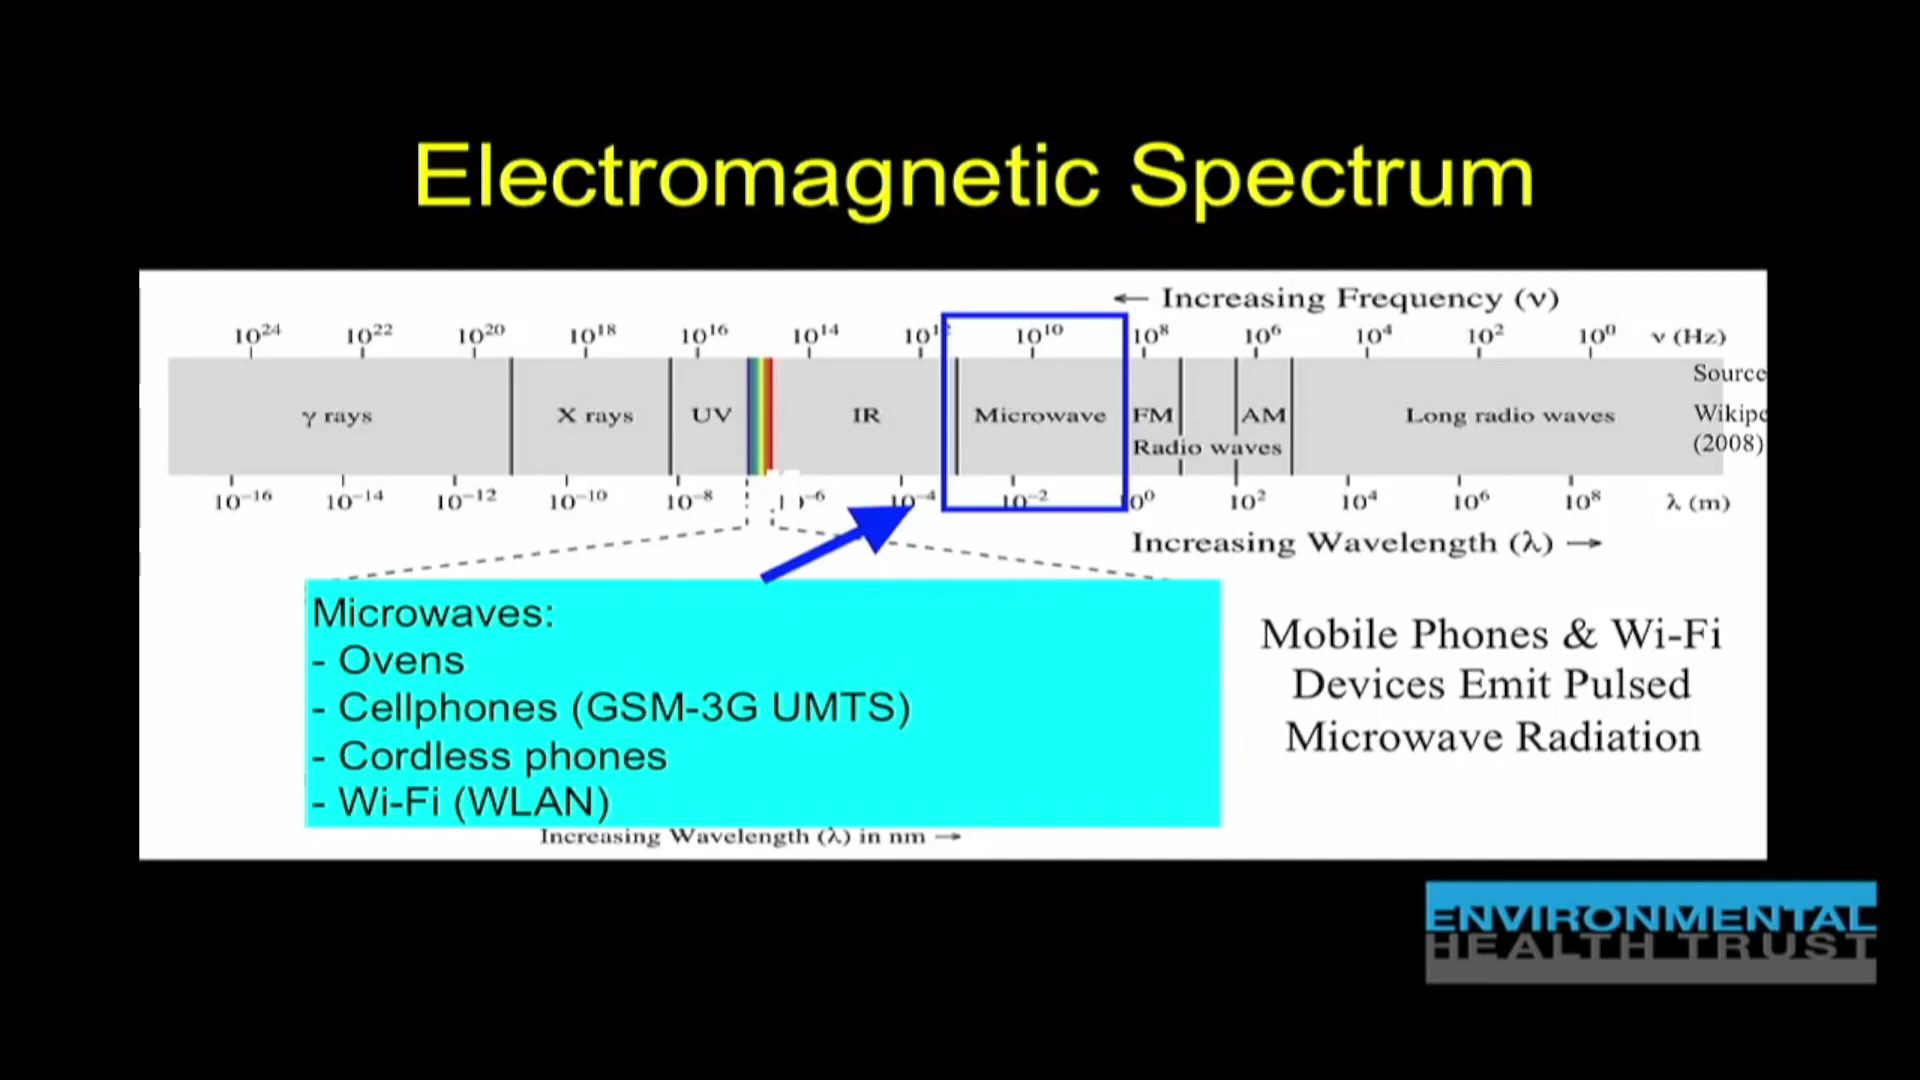 Electromagnetic Spectrum
← Increasing Frequency (ν)
10²⁴ 10²² 10²⁰ 10¹⁸ 10¹⁶ 10¹⁴ 10¹⁰ 10⁸ 10⁶ 10⁴ 10² 10⁰ ν (Hz)
γ rays X rays UV IR Microwave FM AM Long radio waves
Radio waves
Source
(2008)
10⁻¹⁶ 10⁻¹⁴ 10⁻¹² 10⁻¹⁰ 10⁻⁸ 10⁻⁴ 10⁻² 10⁰ 10² 10⁴ 10⁶ 10⁸ λ (m)
Increasing Wavelength (λ) →
Microwaves:
- Ovens
- Cellphones (GSM-3G UMTS)
- Cordless phones
- Wi-Fi (WLAN)
Mobile Phones & Wi-Fi
Devices Emit Pulsed
Microwave Radiation
Increasing Wavelength (λ) in nm →
ENVIRONMENTAL
HEALTH TRUST